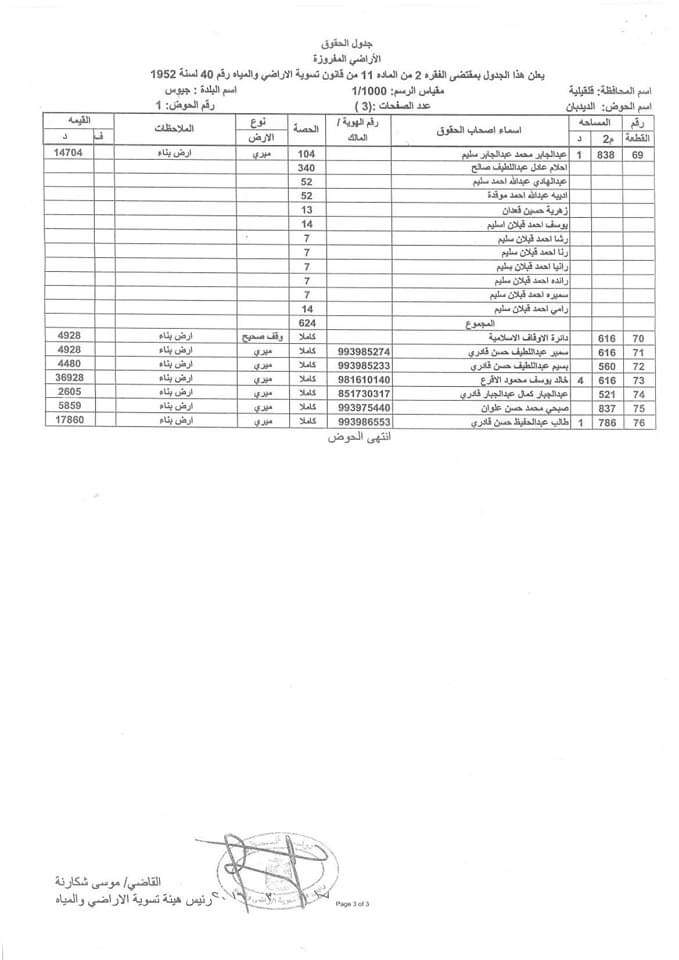 جدول الحقوق
الأراضي المفروزة
يعلن هذا الجدول بمقتضى الفقره 2 من الماده 11 من قانون تسوية الاراضي والمياه رقم 40 لسنة 1952
اسم المحافظة: قلقيلية مقياس الرسم: 1/1000 اسم البلدة : جيوس
اسم الحوض: الديدبان عدد الصفحات :(3 ) رقم الحوض: 1
رقم القطعة المساحه م2 د اسماء اصحاب الحقوق رقم الهوية / المالك الحصة نوع الارض الملاحظات القيمه ف د
69 838 1 عبدالجابر محمد عبدالجابر سليم 104 ميري ارض بناء 14704
احلام عادل عبداللطيف صالح 340
عبدالهادي عبدالله احمد سليم 52
اديبه عبدالله احمد موقدة 52
زهرية حسين قعدان 13
يوسف احمد قبلان اسليم 14
رشا احمد قبلان سليم 7
رنا احمد قبلان سليم 7
رانيا احمد قبلان سليم 7
رانده احمد قبلان سليم 7
سميره احمد قبلان سليم 7
رامي احمد قبلان سليم 14
المجموع 624
70 616 دائرة الاوقاف الاسلامية كاملا وقف صحيح ارض بناء 4928
71 616 سمير عبداللطيف حسن قادري 993985274 كاملا ميري ارض بناء 4928
72 560 بسيم عبداللطيف حسن قادري 993985233 كاملا ميري ارض بناء 4480
73 616 4 خالد يوسف محمود الاقرع 981610140 كاملا ميري ارض بناء 36928
74 521 عبدالجبار كمال عبدالجبار قادري 851730317 كاملا ميري ارض بناء 2605
75 837 صبحي محمد حسن علوان 993975440 كاملا ميري ارض بناء 5859
76 786 1 طالب عبدالحفيظ حسن قادري 993986553 كاملا ميري ارض بناء 17860
انتهى الحوض
القاضي/ موسى شكارنة
رئيس هيئة تسوية الاراضي والمياه
Page 3 of 3